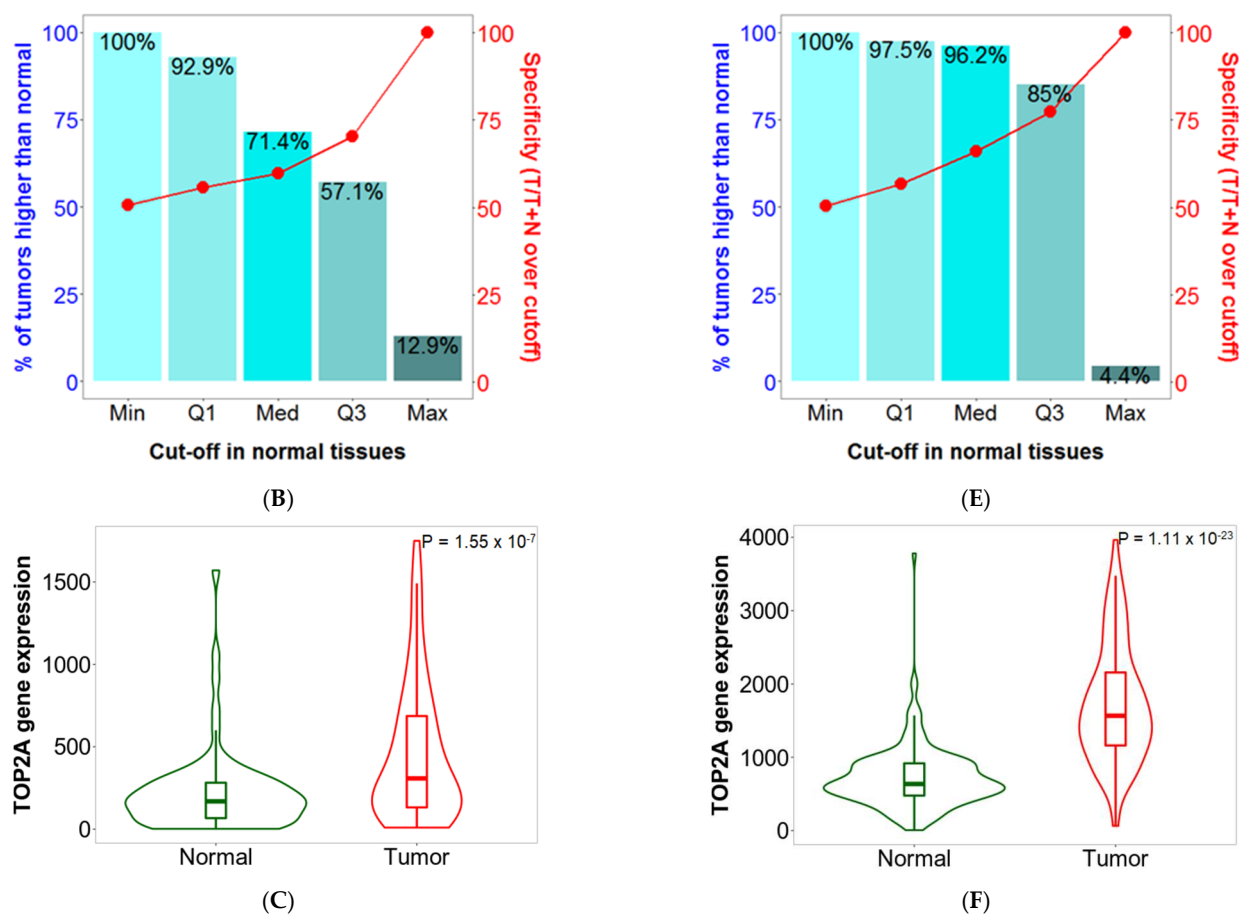 % of tumors higher than normal
100
75
50
25
0
100%
92.9%
71.4%
57.1%
12.9%
100
75
50
25
0
Specificity (T/T+N over cutoff)
Min Q1 Med Q3 Max
Cut-off in normal tissues
(B)
% of tumors higher than normal
100
75
50
25
0
100%
97.5%
96.2%
85%
4.4%
100
75
50
25
0
Specificity (T/T+N over cutoff)
Min Q1 Med Q3 Max
Cut-off in normal tissues
(E)
TOP2A gene expression
1500
1000
500
0
P = 1.55 x 10⁻⁷
Normal Tumor
(C)
TOP2A gene expression
4000
3000
2000
1000
0
P = 1.11 x 10⁻²³
Normal Tumor
(F)